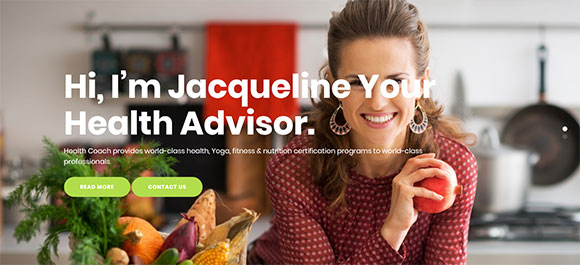 Hi, I'm Jacqueline Your
Health Advisor.
Health Coach provides world-class health, Yoga, fitness & nutrition certification programs to world-class
professionals.
READ MORE
CONTACT US